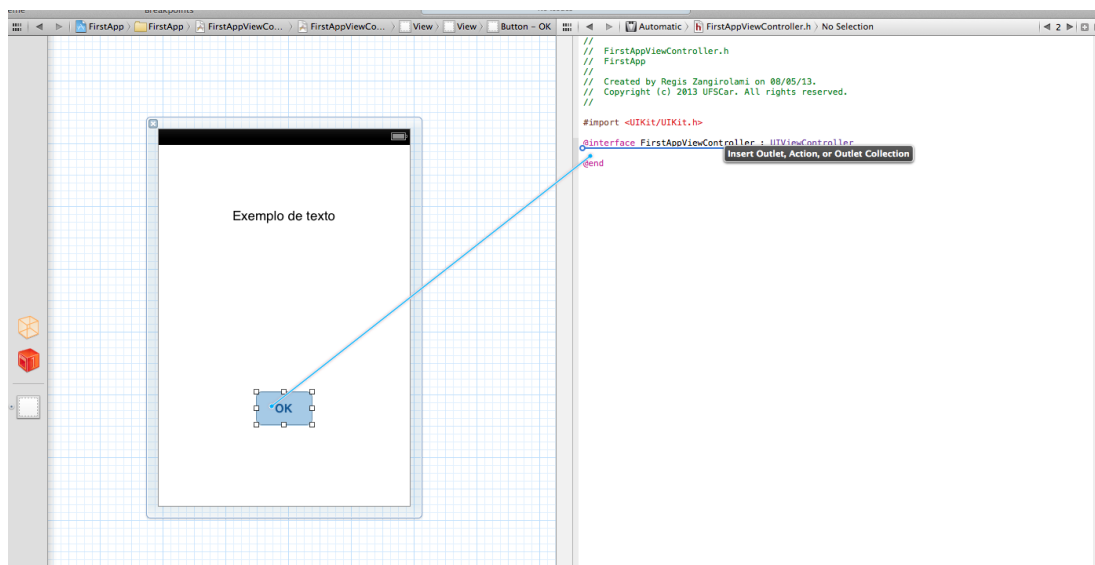 Breakpoints
FirstApp FirstApp FirstAppViewCo... FirstAppViewCo... View View Button - OK
Automatic FirstAppViewController.h No Selection 2
//
// FirstAppViewController.h
// FirstApp
//
// Created by Regis Zangirolami on 08/05/13.
// Copyright (c) 2013 UFSCar. All rights reserved.
//
#import <UIKit/UIKit.h>
@interface FirstAppViewController : UIViewController
Insert Outlet, Action, or Outlet Collection
@end
Exemplo de texto
OK